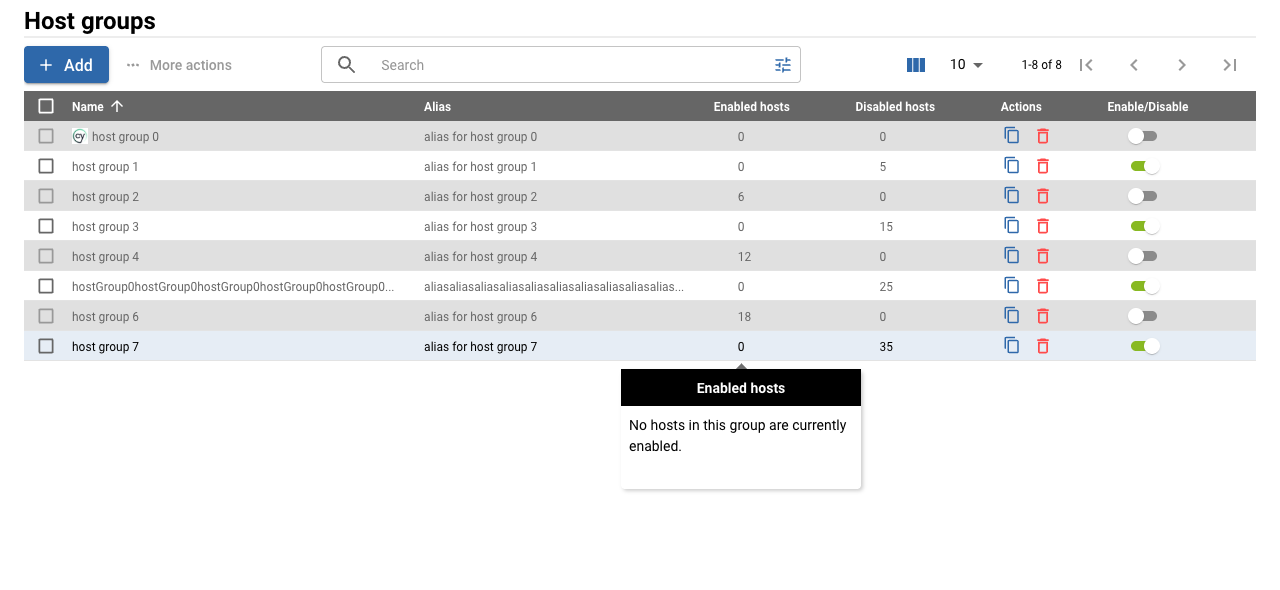 Host groups
+ Add
··· More actions
Search
10
1-8 of 8
Name Alias Enabled hosts Disabled hosts Actions Enable/Disable
cy host group 0 alias for host group 0 0 0
host group 1 alias for host group 1 0 5
host group 2 alias for host group 2 6 0
host group 3 alias for host group 3 0 15
host group 4 alias for host group 4 12 0
hostGroup0hostGroup0hostGroup0hostGroup0hostGroup0... aliasaliasaliasaliasaliasaliasaliasaliasaliasalias... 0 25
host group 6 alias for host group 6 18 0
host group 7 alias for host group 7 0 35
Enabled hosts
No hosts in this group are currently
enabled.